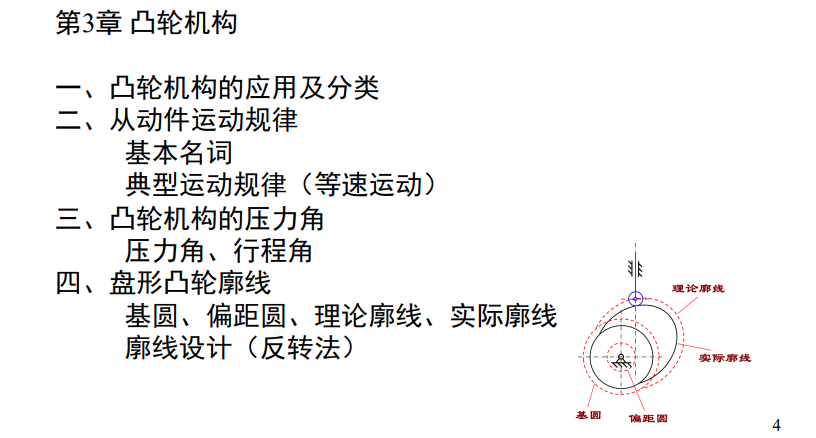 第3章 凸轮机构
一、凸轮机构的应用及分类
二、从动件运动规律
基本名词
典型运动规律（等速运动）
三、凸轮机构的压力角
压力角、行程角
四、盘形凸轮廓线
基圆、偏距圆、理论廓线、实际廓线
廓线设计（反转法）
理论廓线
实际廓线
基圆
偏距圆
4